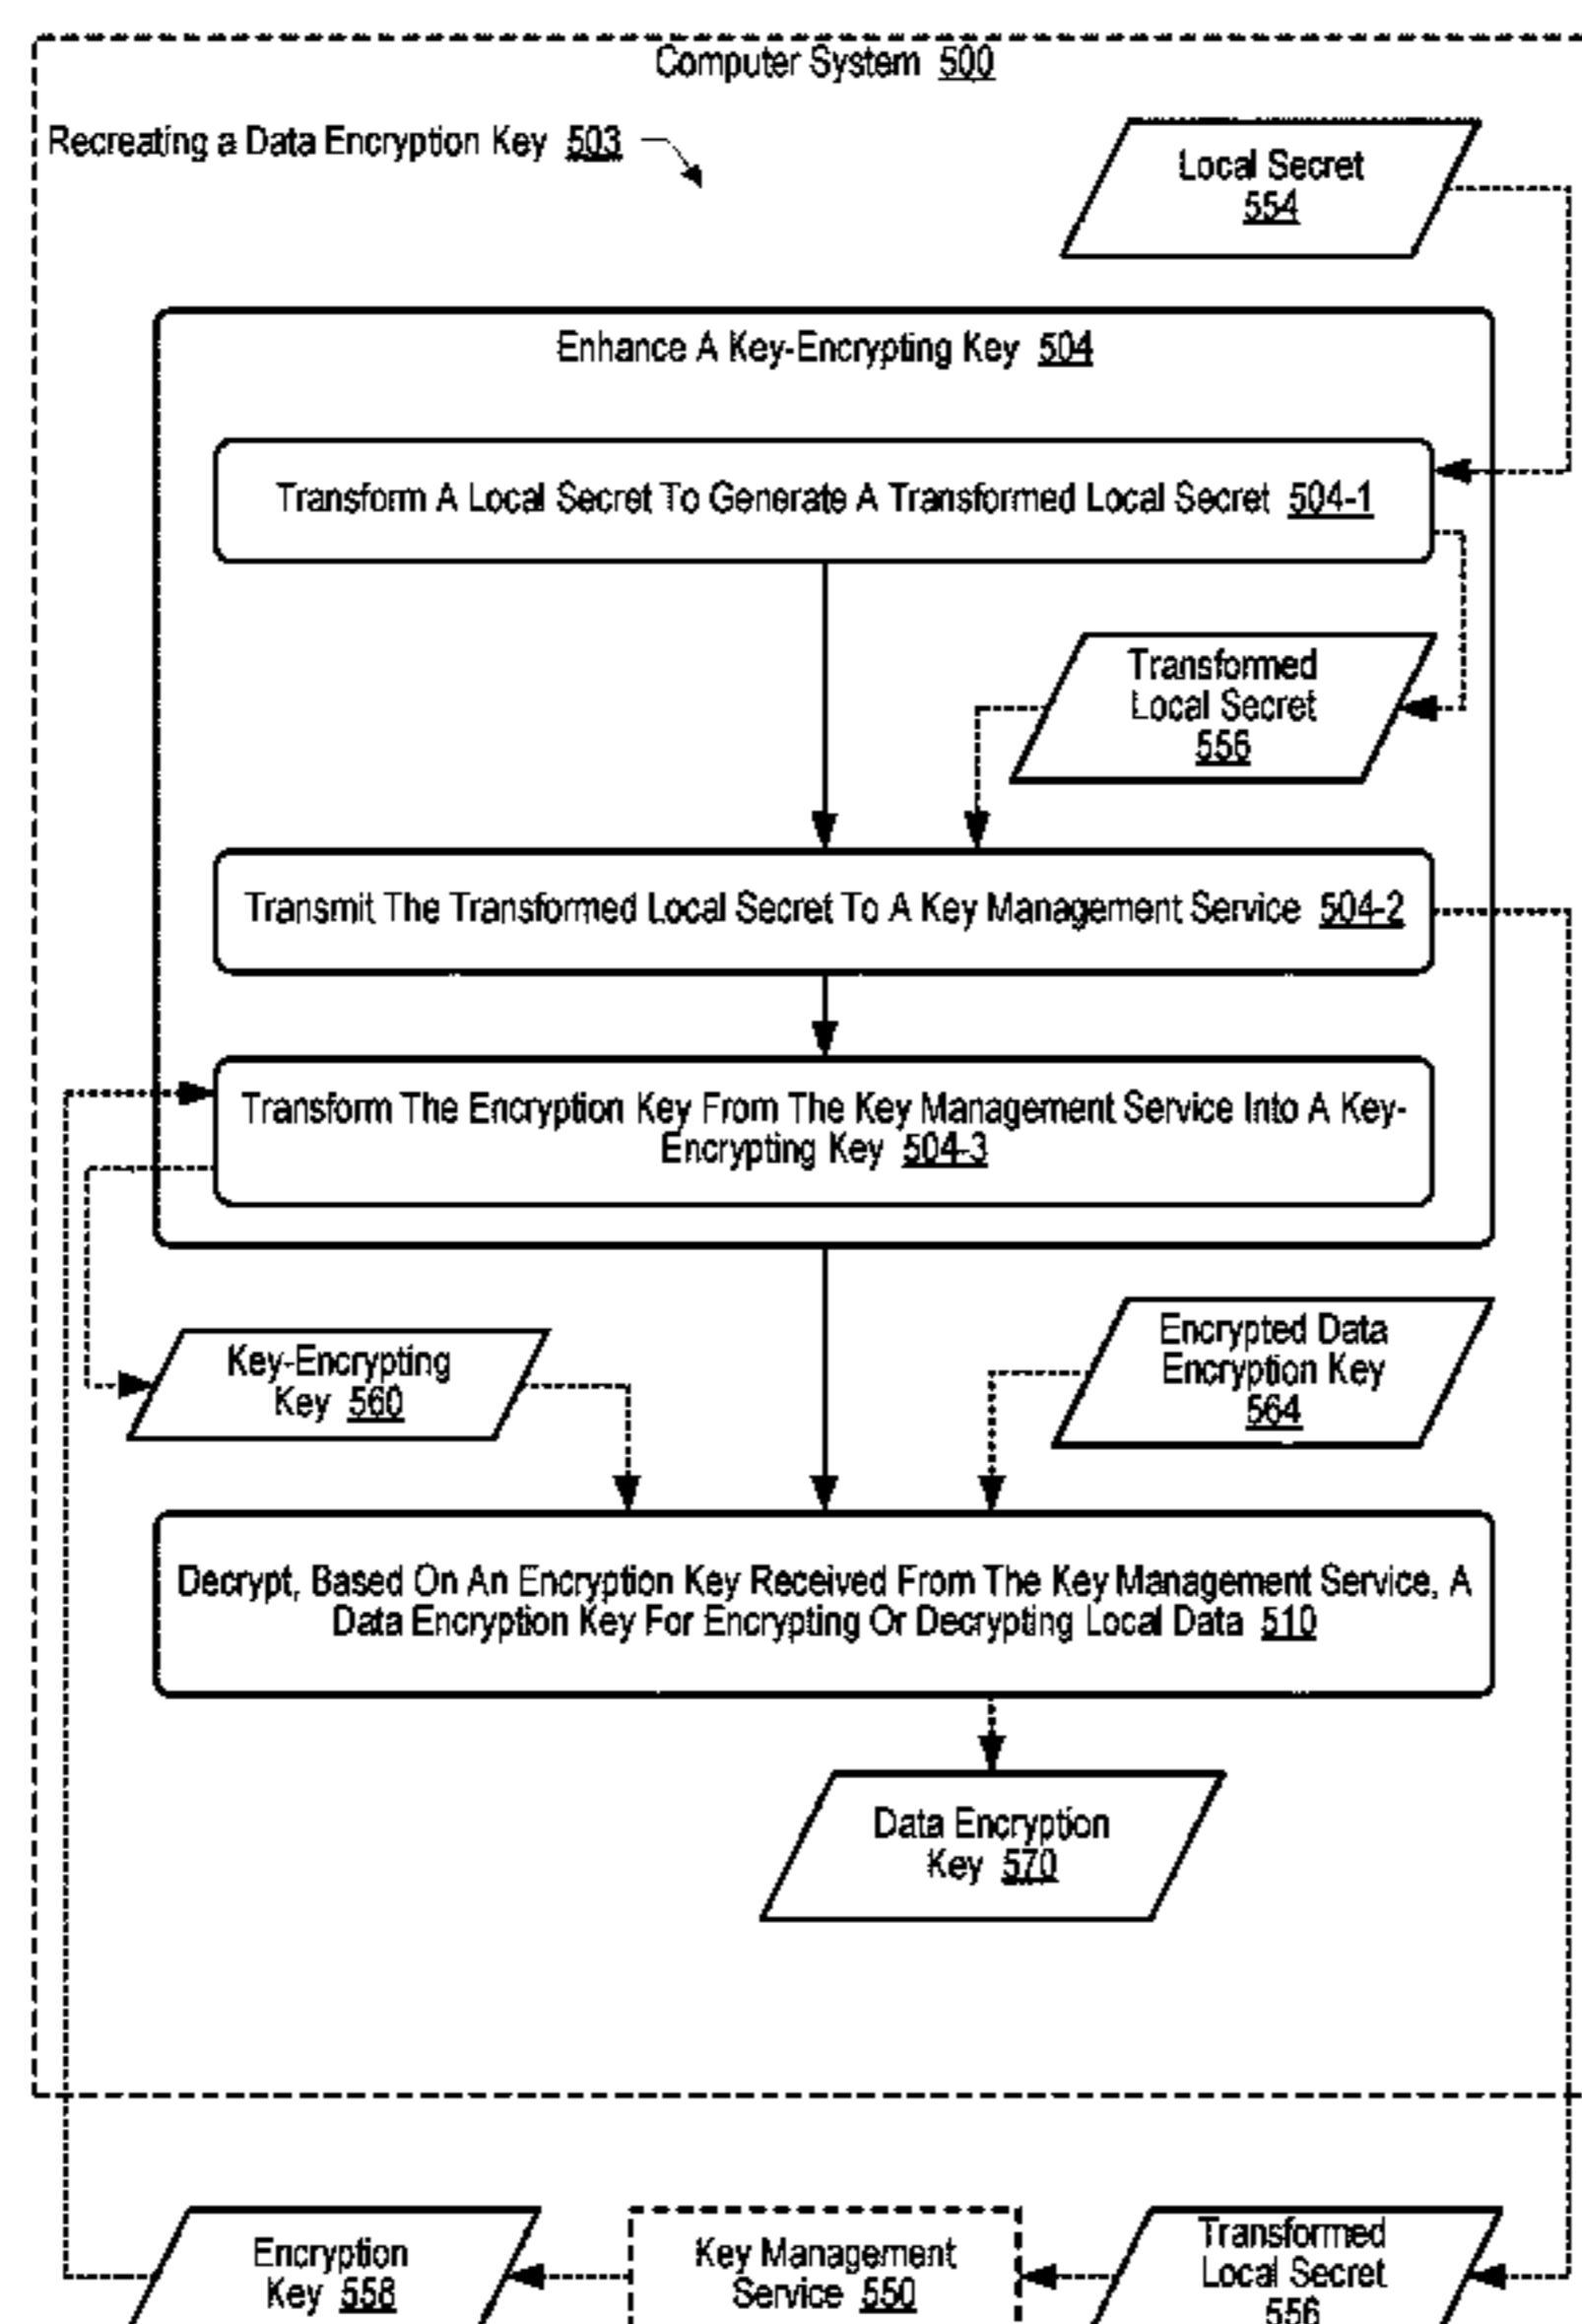 Computer System 500
Recreating a Data Encryption Key 503
Local Secret
554
Enhance A Key-Encrypting Key 504
Transform A Local Secret To Generate A Transformed Local Secret 504-1
Transformed
Local Secret
556
Transmit The Transformed Local Secret To A Key Management Service 504-2
Transform The Encryption Key From The Key Management Service Into A Key-
Encrypting Key 504-3
Key-Encrypting
Key 560
Encrypted Data
Encryption Key
564
Decrypt, Based On An Encryption Key Received From The Key Management Service, A
Data Encryption Key For Encrypting Or Decrypting Local Data 510
Data Encryption
Key 570
Encryption
Key 558
Key Management
Service 550
Transformed
Local Secret
556